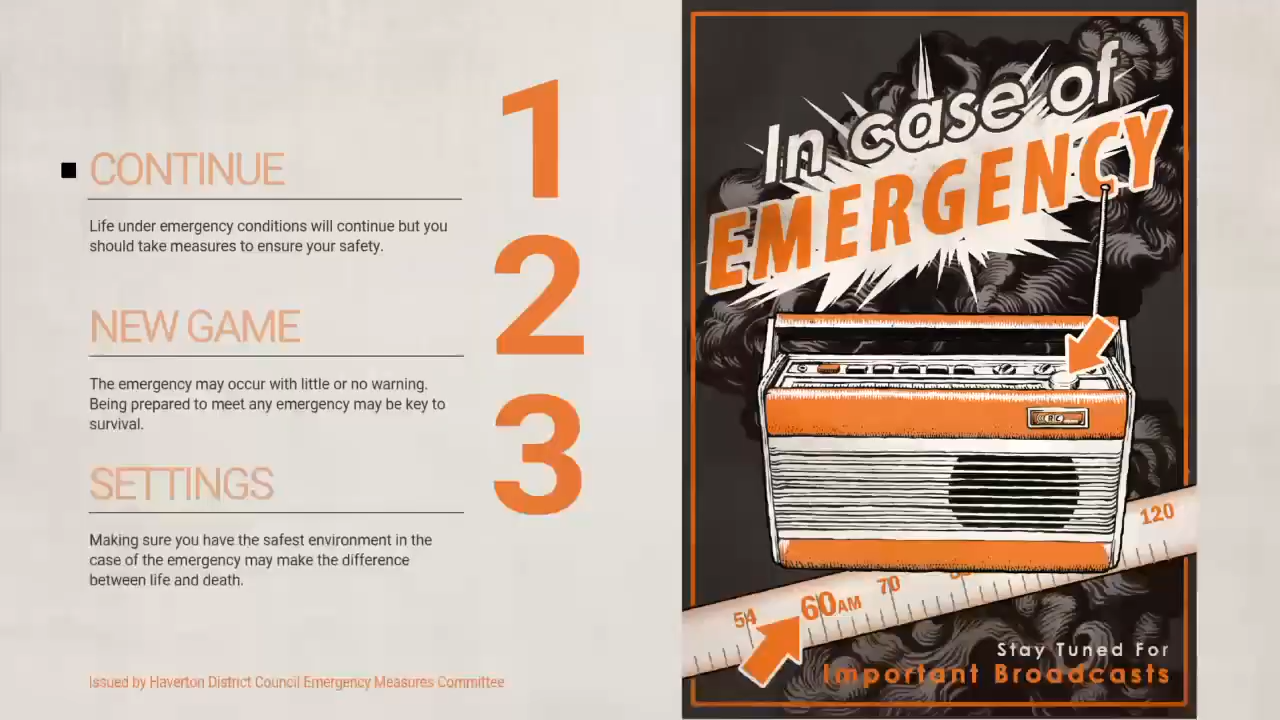 CONTINUE
Life under emergency conditions will continue but you
should take measures to ensure your safety.
1
NEW GAME
The emergency may occur with little or no warning.
Being prepared to meet any emergency may be key to
survival.
2
SETTINGS
Making sure you have the safest environment in the
case of the emergency may make the difference
between life and death.
3
Issued by Haverton District Council Emergency Measures Committee
In case of
EMERGENCY
54 60AM 70 120
Stay Tuned For
Important Broadcasts